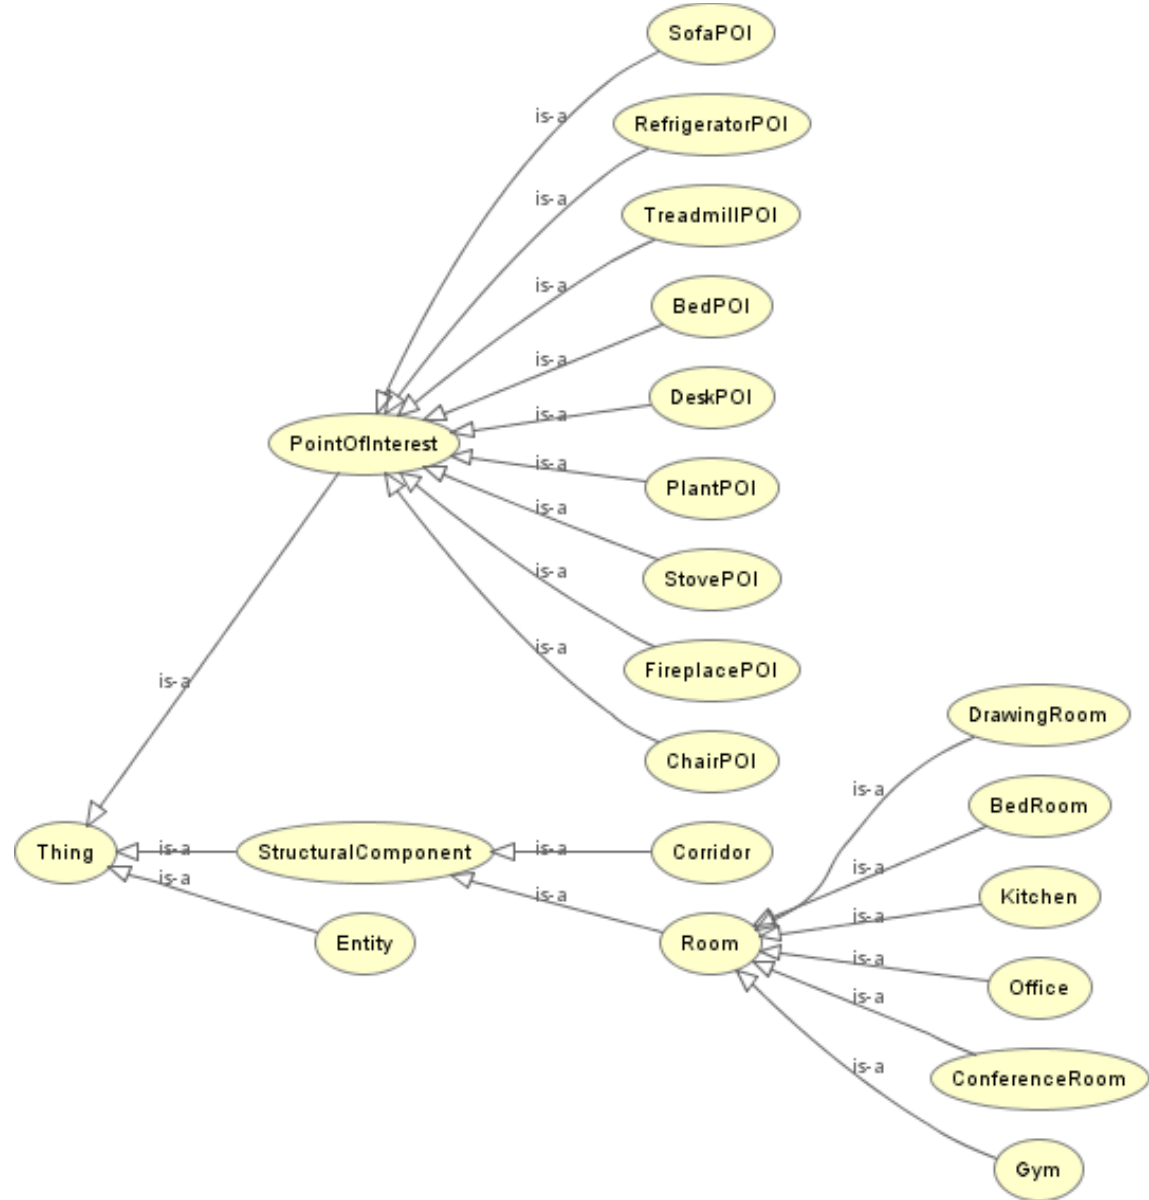 SofaPOI
is-a
RefrigeratorPOI
is-a
TreadmillPOI
is-a
BedPOI
is-a
DeskPOI
is-a
PointOfInterest
is-a
PlantPOI
is-a
StovePOI
is-a
FireplacePOI
is-a
ChairPOI
is-a
DrawingRoom
is-a
BedRoom
Thing
is-a
StructuralComponent
is-a
Corridor
is-a
is-a
is-a
Kitchen
is-a
Entity
Room
is-a
Office
is-a
ConferenceRoom
is-a
Gym